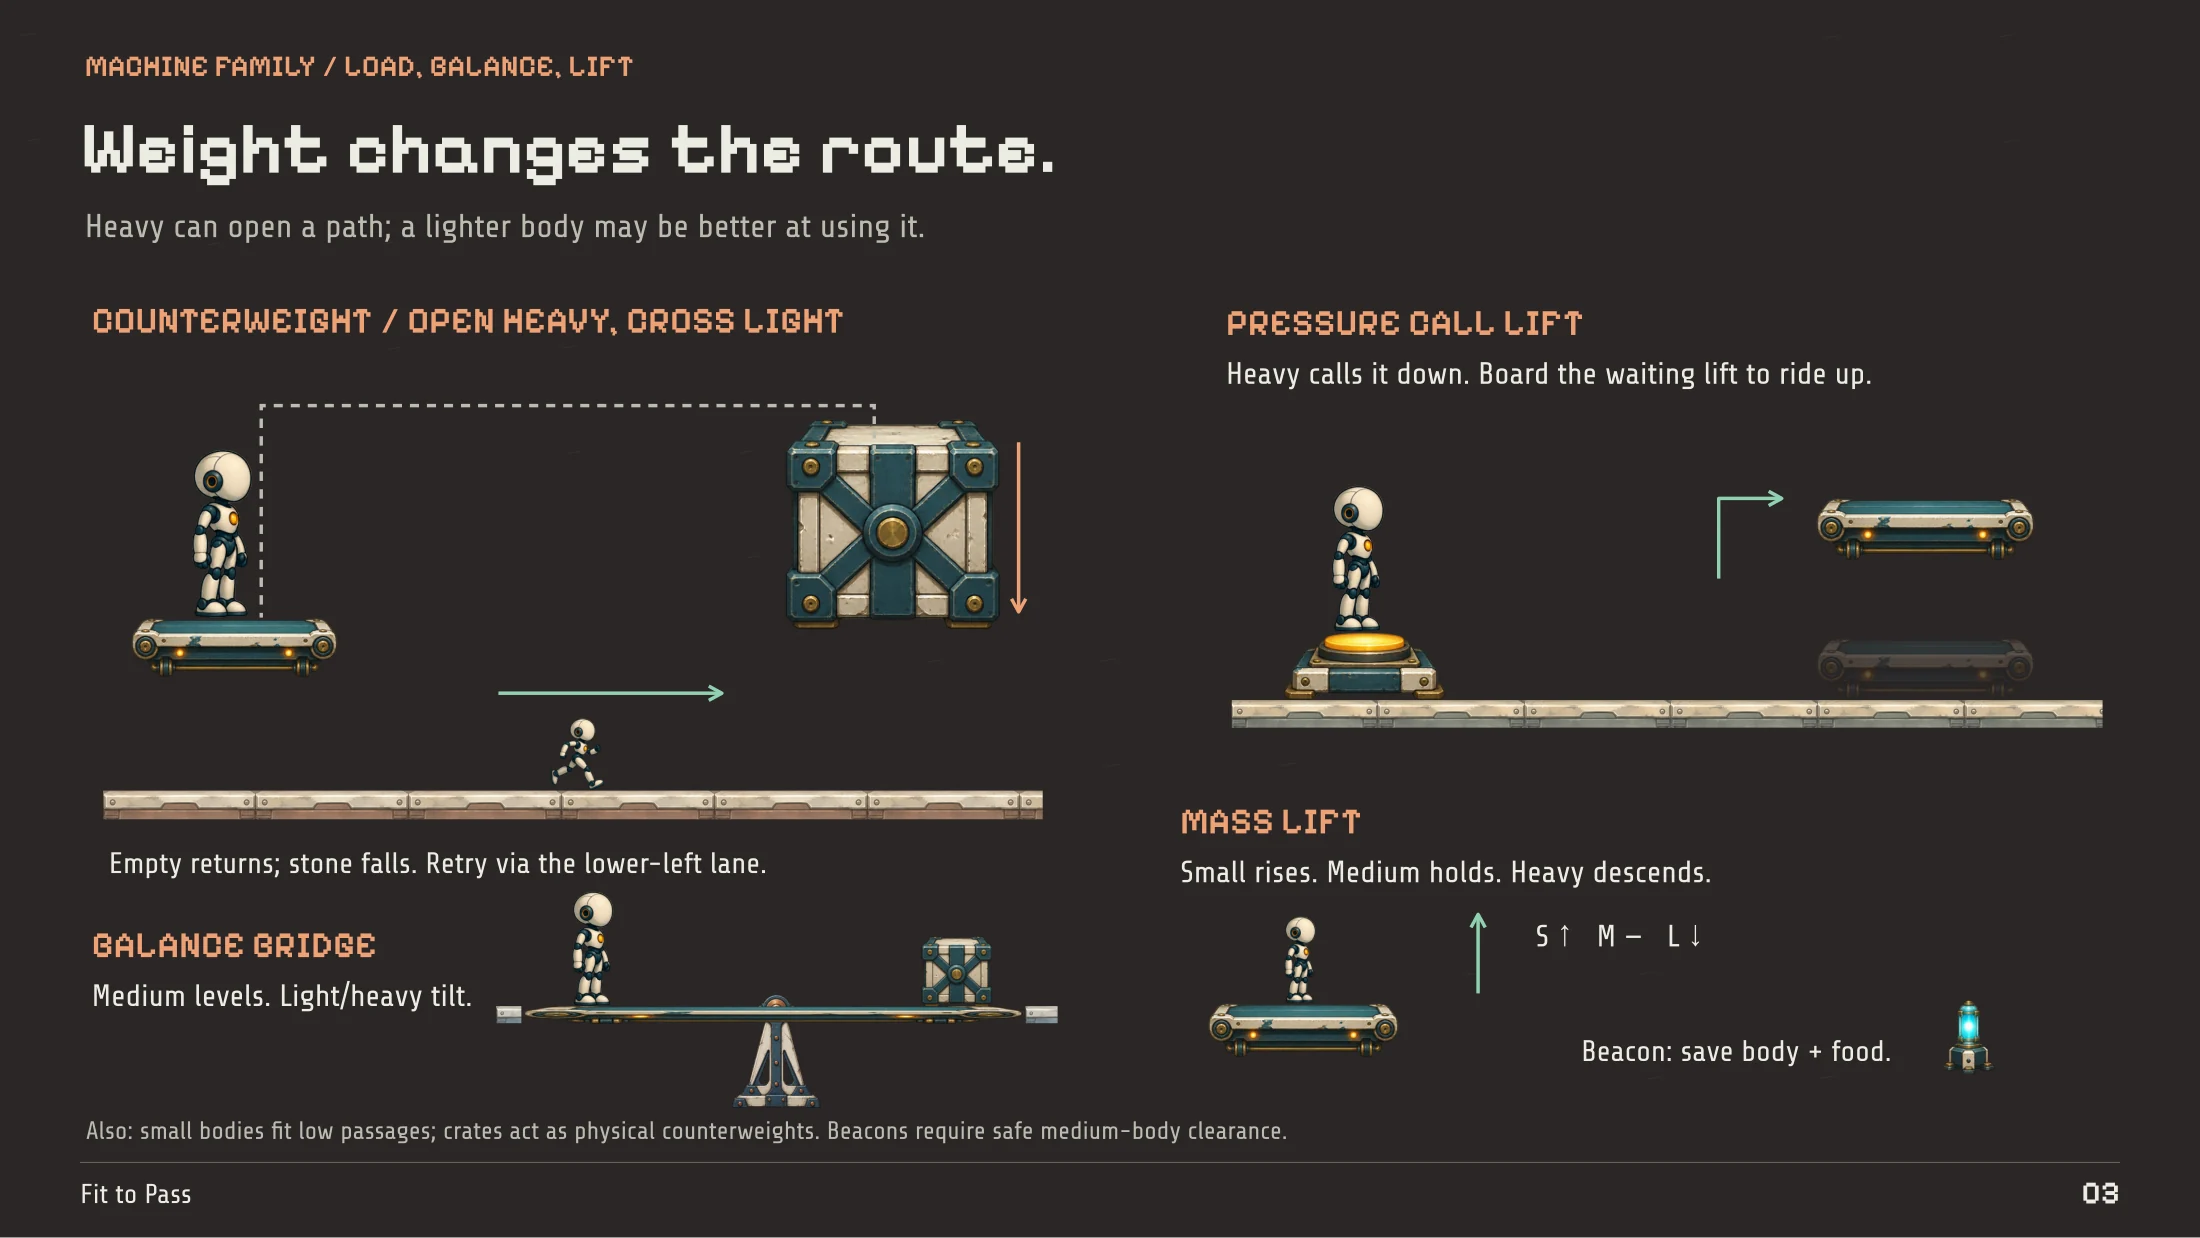 MACHINE FAMILY / LOAD, BALANCE, LIFT
Weight changes the route.
Heavy can open a path; a lighter body may be better at using it.
COUNTERWEIGHT / OPEN HEAVY, CROSS LIGHT
Empty returns; stone falls. Retry via the lower-left lane.
BALANCE BRIDGE
Medium levels. Light/heavy tilt.
PRESSURE CALL LIFT
Heavy calls it down. Board the waiting lift to ride up.
MASS LIFT
Small rises. Medium holds. Heavy descends.
S↑ M— L↓
Beacon: save body + food.
Also: small bodies fit low passages; crates act as physical counterweights. Beacons require safe medium-body clearance.
Fit to Pass
03